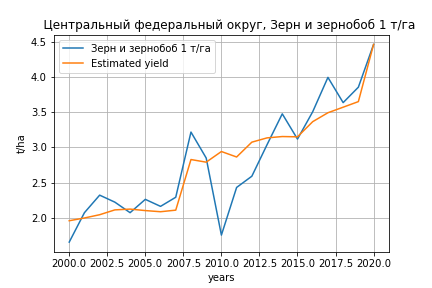 Центральный федеральный округ, Зерн и зернобоб 1 т/га
Зерн и зернобоб 1 т/га
Estimated yield
4.5
4.0
3.5
3.0
2.5
2.0
t/ha
2000.0 2002.5 2005.0 2007.5 2010.0 2012.5 2015.0 2017.5 2020.0
years